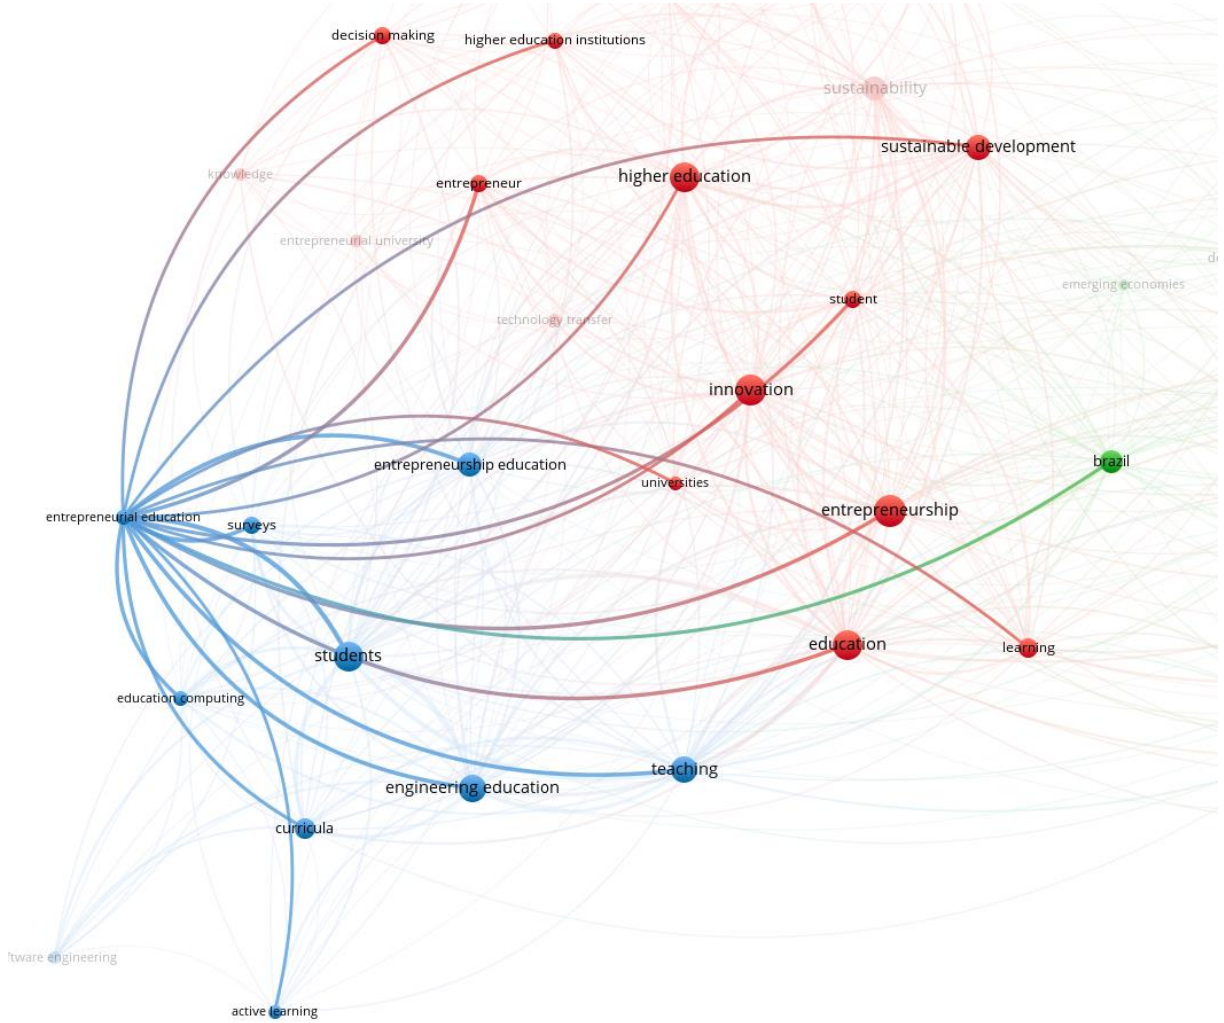 decision making
higher education institutions
sustainability
sustainable development
knowledge
entrepreneur
higher education
entrepreneurial university
emerging economies
student
technology transfer
innovation
brazil
entrepreneurship education
universities
entrepreneurship
entrepreneurial education
surveys
education
learning
students
education computing
teaching
engineering education
curricula
ftware engineering
active learning